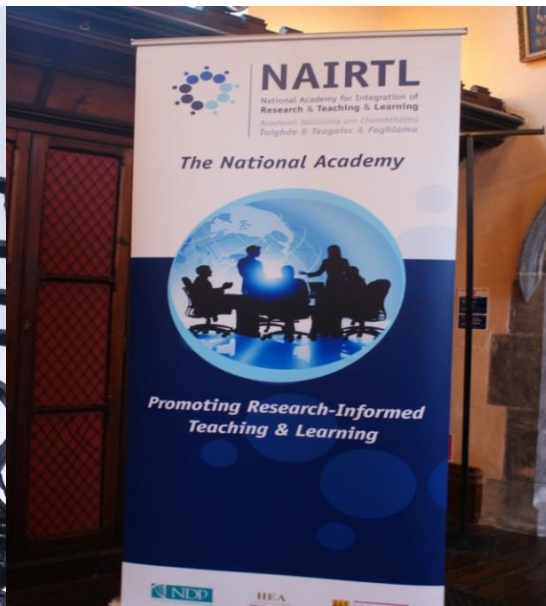 NAIRTL
National Academy for Integration of
Research & Teaching & Learning
Acadamh Náisiúnta um Chomhtháthú
Taighde & Teagaisc & Foghlama
The National Academy
Promoting Research-Informed
Teaching & Learning
NDP
HEA